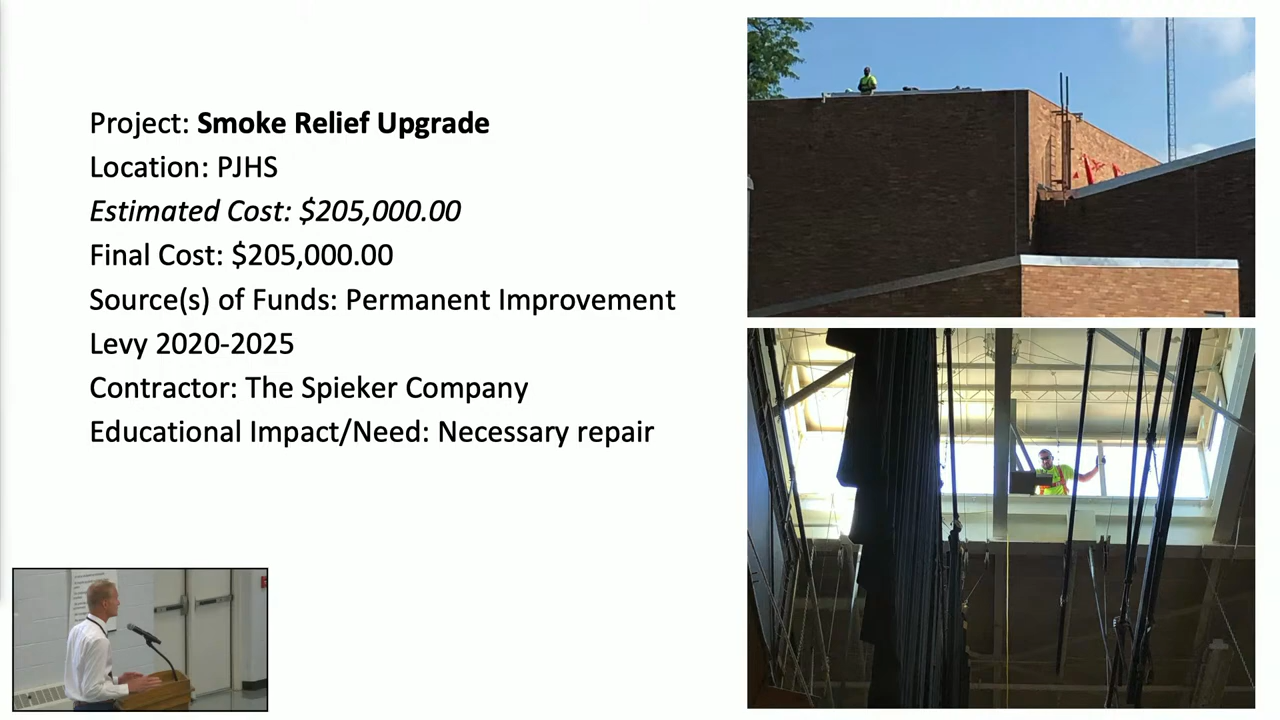 Project: Smoke Relief Upgrade
Location: PJHS
Estimated Cost: $205,000.00
Final Cost: $205,000.00
Source(s) of Funds: Permanent Improvement
Levy 2020-2025
Contractor: The Spieker Company
Educational Impact/Need: Necessary repair